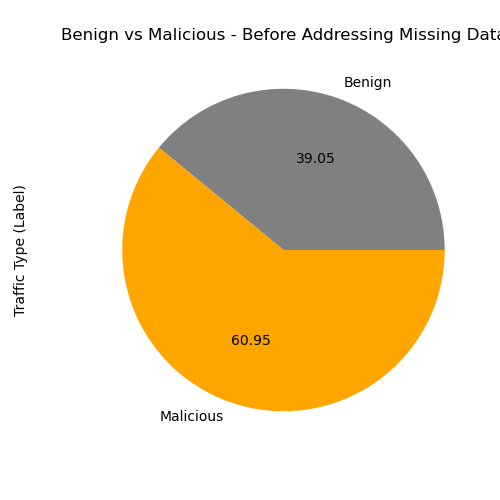 Benign vs Malicious - Before Addressing Missing Data
Benign
39.05
Traffic Type (Label)
60.95
Malicious